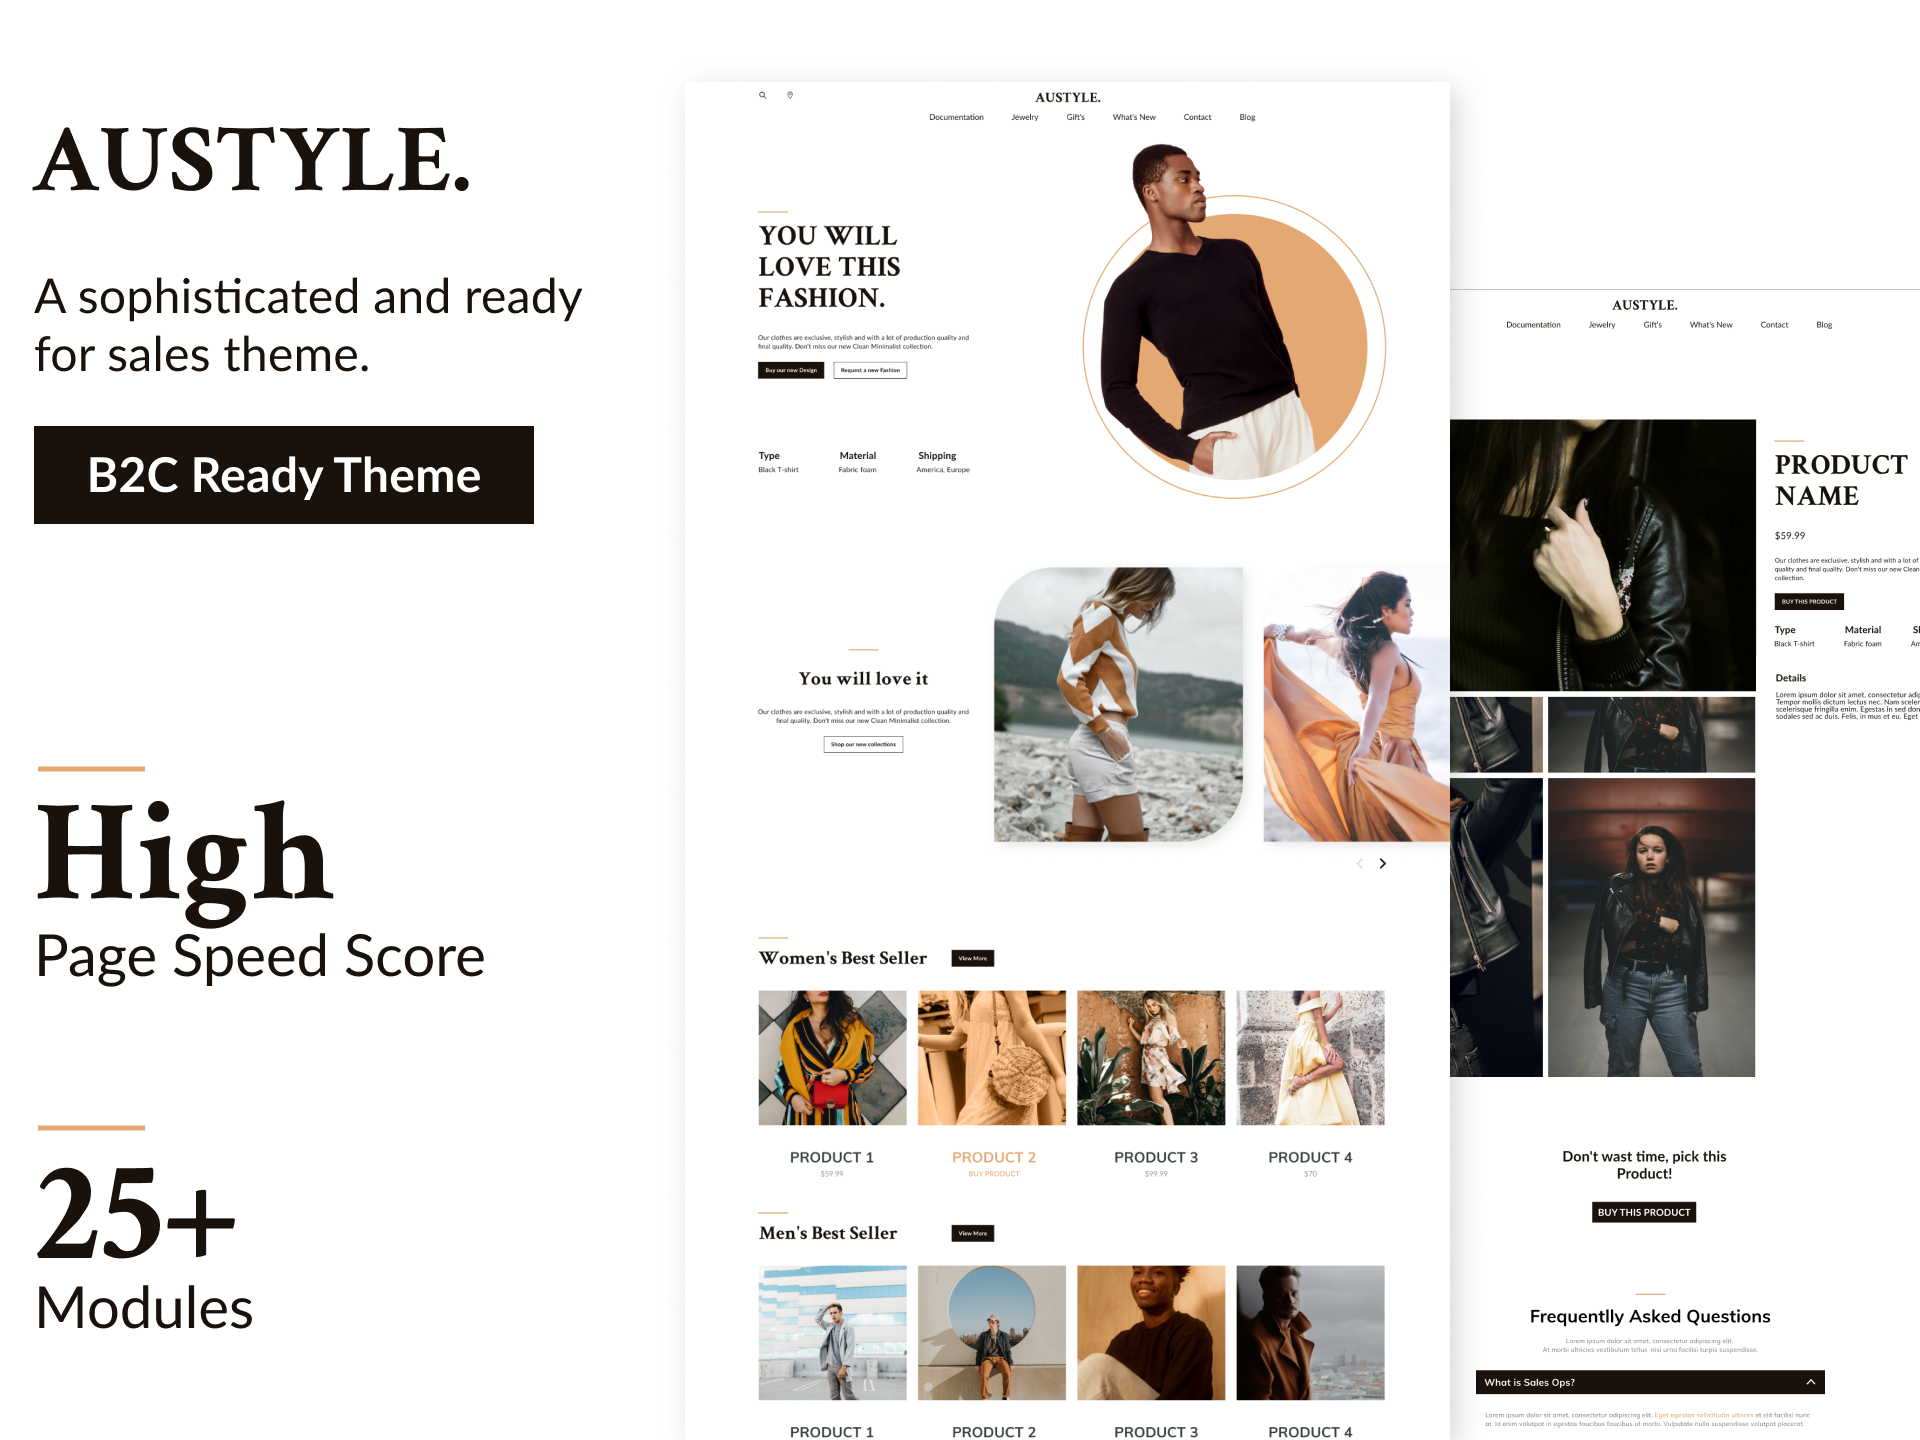 AUSTYLE.
A sophisticated and ready
for sales theme.
B2C Ready Theme
High
Page Speed Score
25+
Modules
AUSTYLE.
Documentation Jewelry Gift's What's New Contact Blog
YOU WILL
LOVE THIS
FASHION.
Our clothes are exclusive, stylish and with a lot of production quality and
final quality. Don't miss our new Clean Minimalist collection.
Buy our new Design Request a new Fashion
Type Material Shipping
Black T-shirt Fabric foam America, Europe
You will love it
Our clothes are exclusive, stylish and with a lot of production quality and
final quality. Don't miss our new Clean Minimalist collection.
Shop our new collections
Women's Best Seller View More
PRODUCT 1 PRODUCT 2 PRODUCT 3 PRODUCT 4
$59.99 BUY PRODUCT $99.99 $70
Men's Best Seller View More
PRODUCT 1 PRODUCT 2 PRODUCT 3 PRODUCT 4
AUSTYLE.
Documentation Jewelry Gift's What's New Contact Blog
PRODUCT
NAME
$59.99
Our clothes are exclusive, stylish and with a lot of
quality and final quality. Don't miss our new Clean
collection.
BUY THIS PRODUCT
Type Material
Black T-shirt Fabric foam
Details
Lorem ipsum dolor sit amet, consectetur
Tempor mollis dictum lectus nec. Nam
scelerisque fringilla enim. Egestas in sed
sodales sed ac duis. Felis, in mus et eu. Eget
Don't wast time, pick this
Product!
BUY THIS PRODUCT
Frequentlly Asked Questions
Lorem ipsum dolor sit amet, consectetur adipiscing elit.
At morbi ultricies vestibulum tellus nisi urna facilisi turpis suspendisse.
What is Sales Ops?
Lorem ipsum dolor sit amet, consectetur adipiscing elit. Eget egestas sollicitudin ultrices et elit facilisi nunc
at. Id enim volutpat in egestas faucibus faucibus ut morbi. Vulputate nulla suspendisse volutpat placerat.